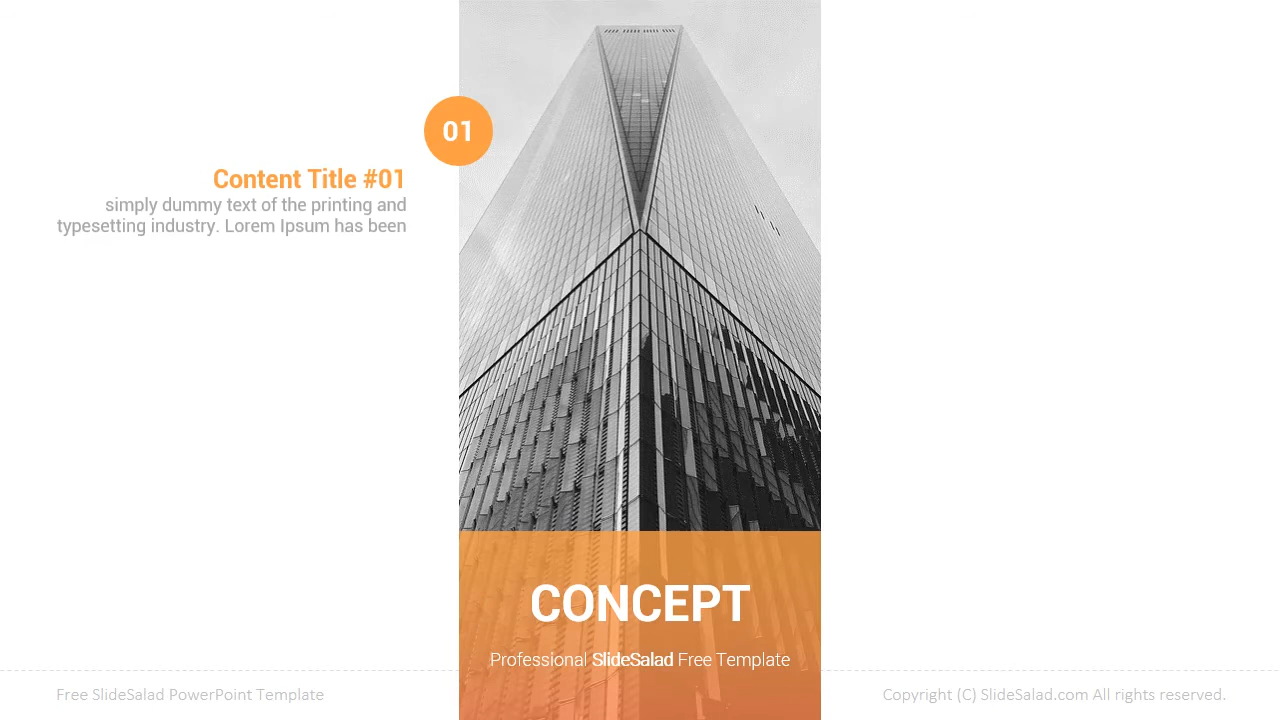 01
Content Title #01
simply dummy text of the printing and
typesetting industry. Lorem Ipsum has been
CONCEPT
Professional SlideSalad Free Template
Free SlideSalad PowerPoint Template
Copyright (C) SlideSalad.com All rights reserved.